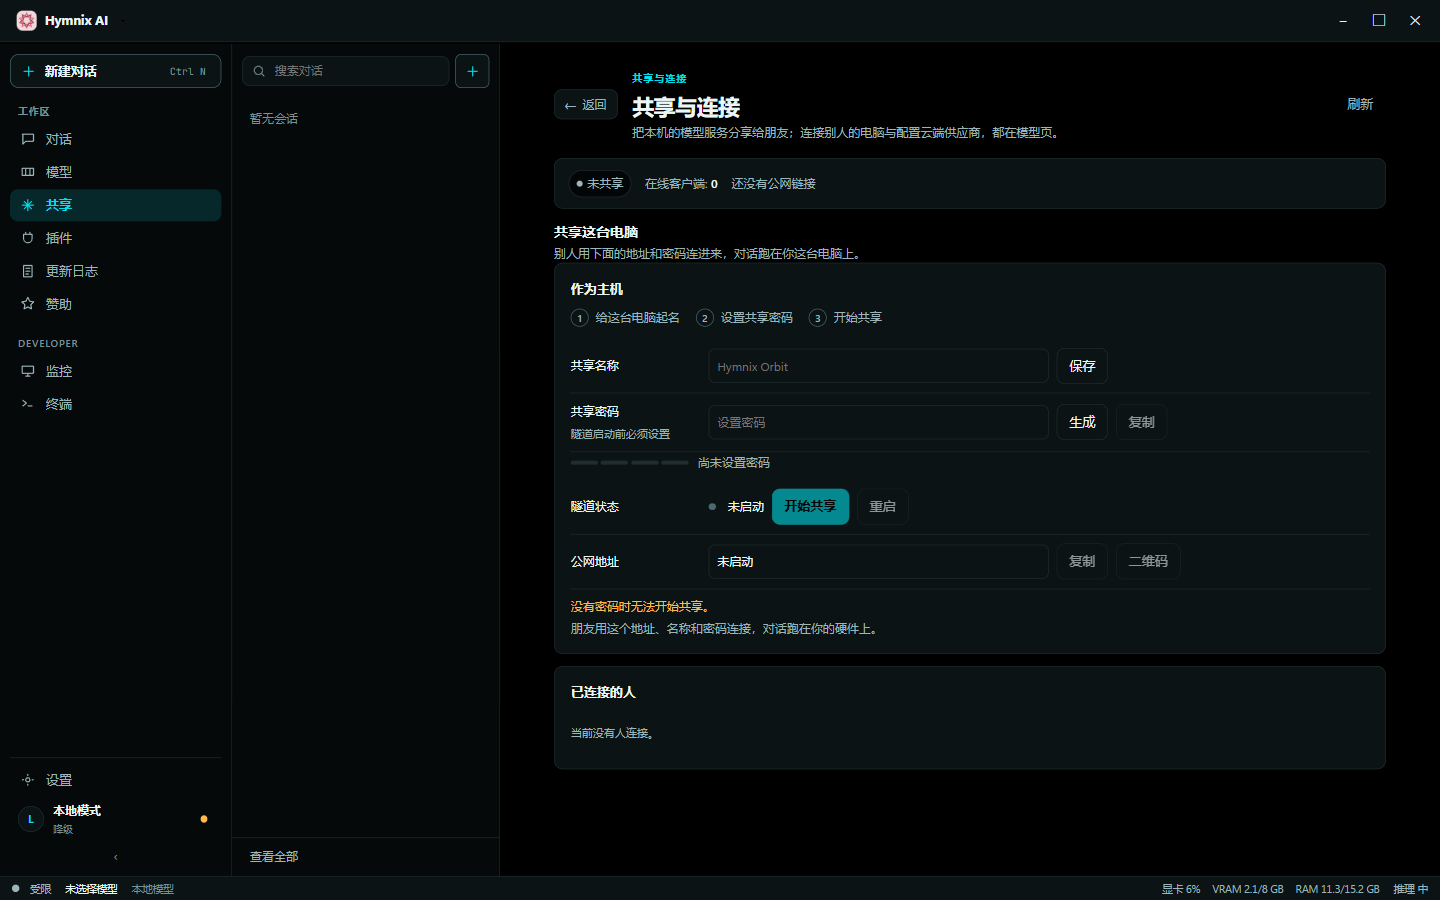 Hymnix AI
新建对话
Ctrl N
工作区
对话
模型
共享
插件
更新日志
赞助
DEVELOPER
监控
终端
设置
L
本地模式
降级
搜索对话
暂无会话
查看全部
← 返回
共享与连接
共享与连接
把本机的模型服务分享给朋友；连接别人的电脑与配置云端供应商，都在模型页。
刷新
未共享
在线客户端: 0
还没有公网链接
共享这台电脑
别人用下面的地址和密码连进来，对话跑在你这台电脑上。
作为主机
1 给这台电脑起名
2 设置共享密码
3 开始共享
共享名称
Hymnix Orbit
保存
共享密码
隧道启动前必须设置
设置密码
生成
复制
尚未设置密码
隧道状态
未启动
开始共享
重启
公网地址
未启动
复制
二维码
没有密码时无法开始共享。
朋友用这个地址、名称和密码连接，对话跑在你的硬件上。
已连接的人
当前没有人连接。
受限
未选择模型
本地模型
显卡 6%
VRAM 2.1/8 GB
RAM 11.3/15.2 GB
推理 中